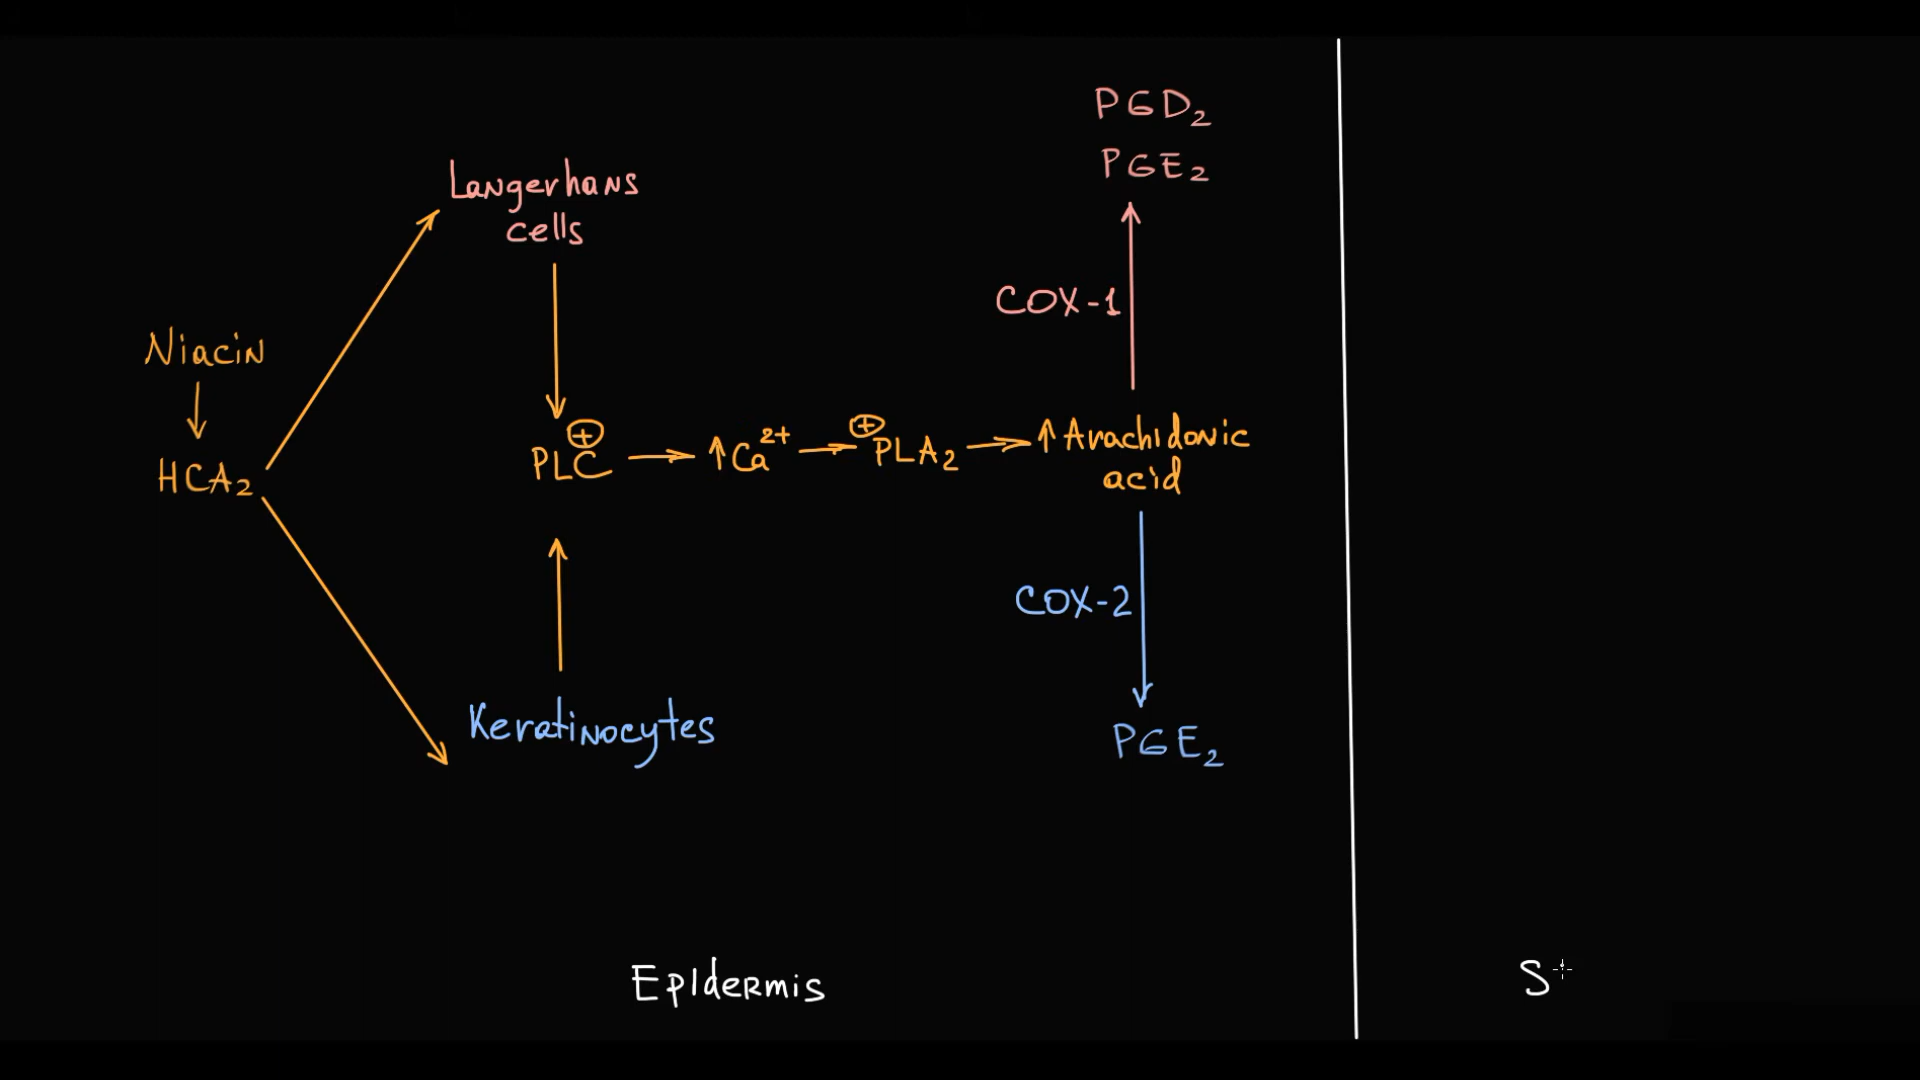 PGD₂
PGE₂
Langerhans
cells
COX-1
Niacin
HCA₂
PLC ⊕ → ↑Ca²⁺ → ⊕ PLA₂ → ↑ Arachidonic
acid
COX-2
Keratinocytes
PGE₂
Epidermis
S